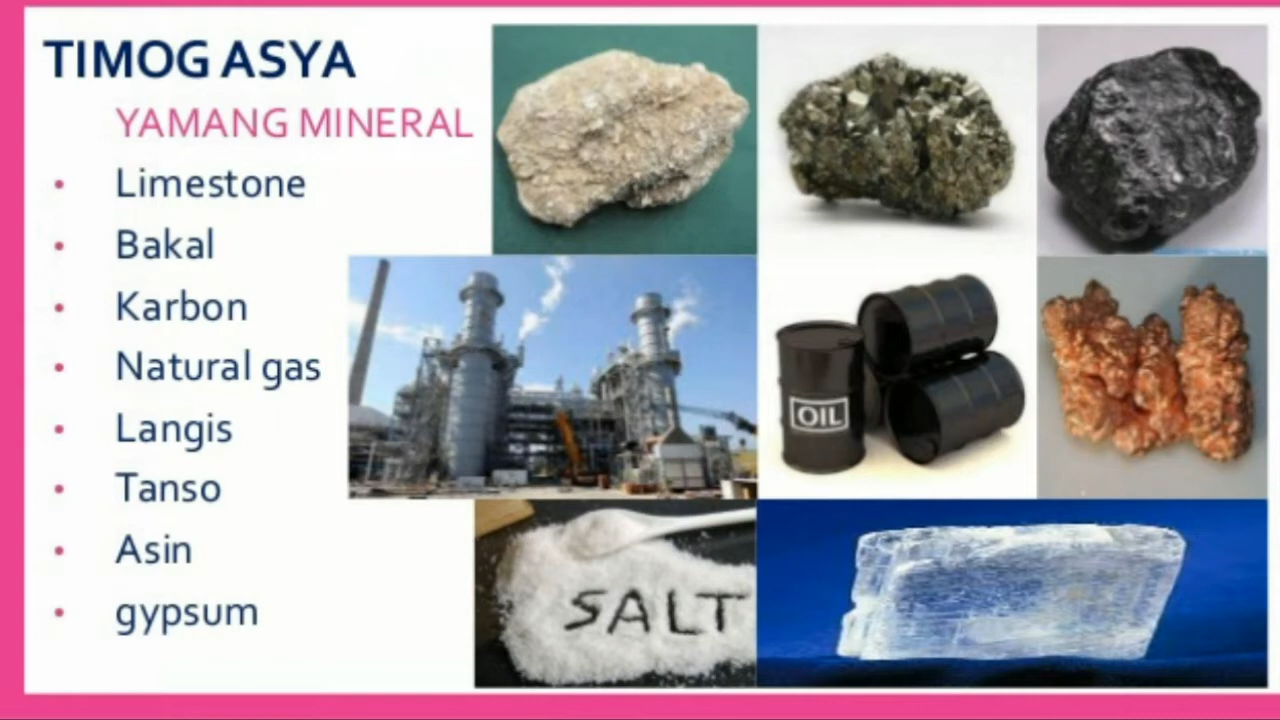 TIMOG ASYA
YAMANG MINERAL
• Limestone
• Bakal
• Karbon
• Natural gas
• Langis
• Tanso
• Asin
• gypsum
OIL
SALT